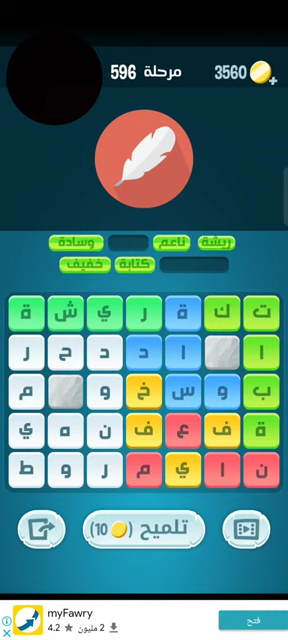 مرحلة 596 3560
ريشة ناعم وسادة
كتابة خفيف
ة ش ي ر ة ك ت
ر ح د د ا ا
م و خ س و ب
ي ه ن ف ع ف ة
ط و ر م ي ا ن
تلميح (10)
myFawry
4.2 ★ 2 مليون
فتح